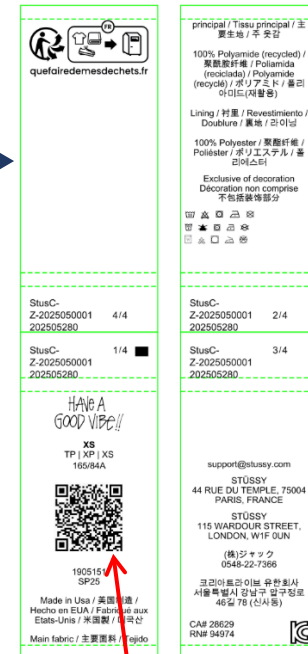 FR
quefairedemesdechets.fr
StusC-
Z-2025050001 4/4
202505280
StusC- 1/4
Z-2025050001
202505280
HAVE A
GOOD VIBE!!
XS
TP | XP | XS
165/84A
1905151
SP25
Made in Usa / 美国制造 /
Hecho en EUA / Fabriqué aux
Etats-Unis / 米国製 / 미국산
Main fabric / 主要面料 / Tejido
principal / Tissu principal / 主
要生地 / 주 옷감
100% Polyamide (recycled) /
聚酰胺纤维 / Poliamida
(reciclada) / Polyamide
(recyclé) / ポリアミド / 폴리
아미드(재활용)
Lining / 衬里 / Revestimiento /
Doublure / 裏地 / 라이닝
100% Polyester / 聚酯纤维 /
Poliéster / ポリエステル / 폴
리에스터
Exclusive of decoration
Décoration non comprise
不包括装饰部分
StusC-
Z-2025050001 2/4
202505280
StusC- 3/4
Z-2025050001
202505280
support@stussy.com
STÜSSY
44 RUE DU TEMPLE, 75004
PARIS, FRANCE
STÜSSY
115 WARDOUR STREET,
LONDON, W1F 0UN
(株)ジャック
0548-22-7366
코리아트라이브 유한회사
서울특별시 강남구 압구정로
46길 78 (신사동)
CA# 28629
RN# 94974